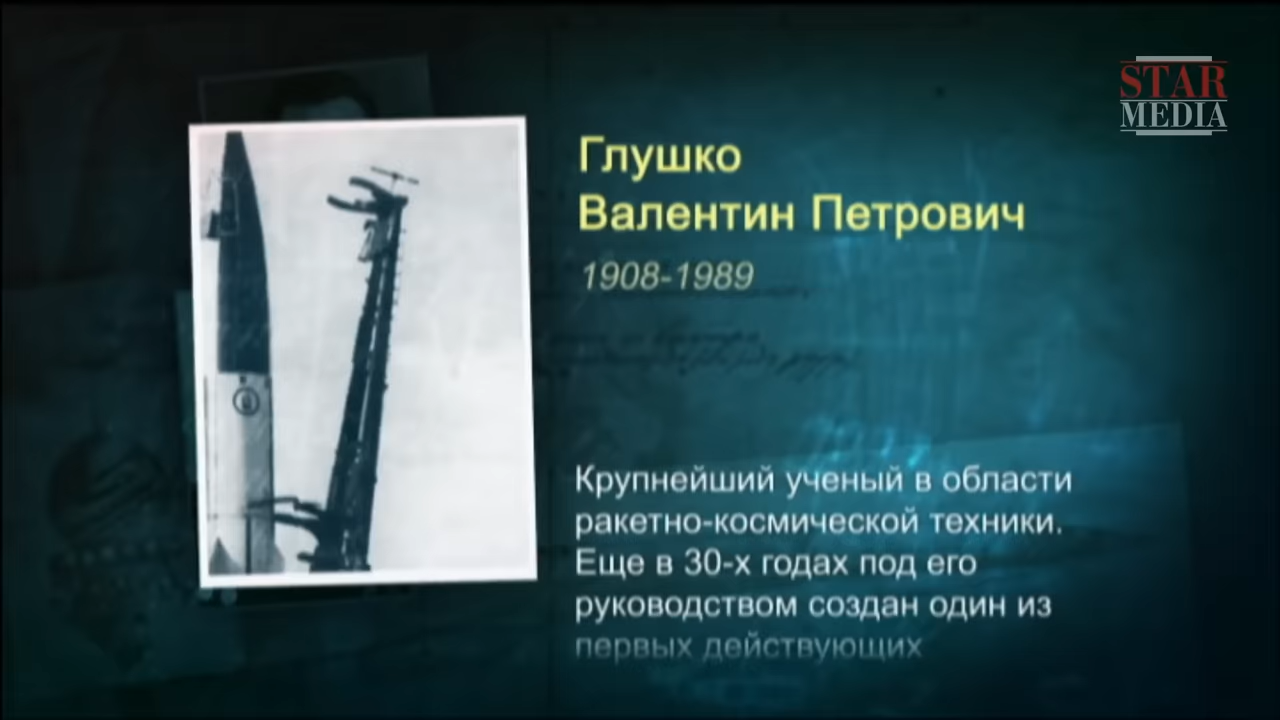 STAR
MEDIA
Глушко
Валентин Петрович
1908-1989
Крупнейший ученый в области
ракетно-космической техники.
Еще в 30-х годах под его
руководством создан один из
первых действующих